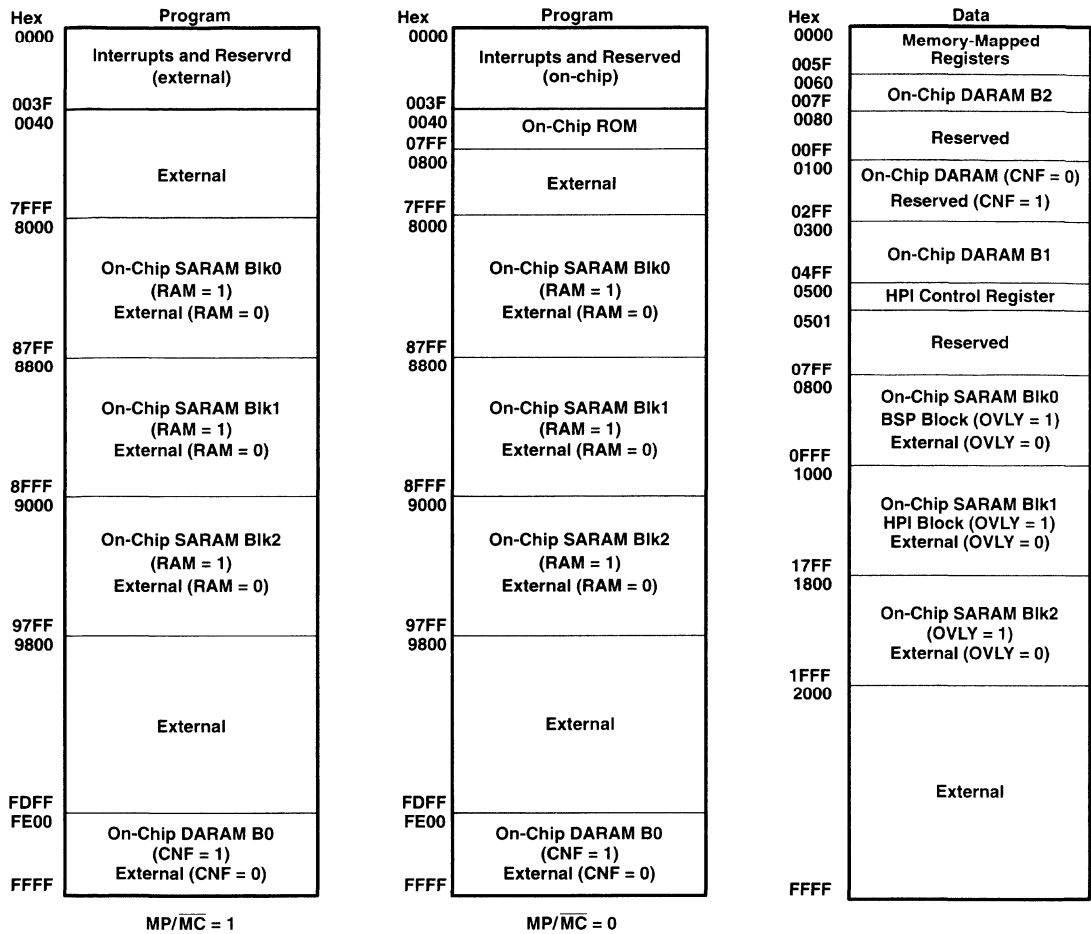 Hex Program
0000
Interrupts and Reservrd
(external)
003F
0040
External
7FFF
8000
On-Chip SARAM Blk0
(RAM = 1)
External (RAM = 0)
87FF
8800
On-Chip SARAM Blk1
(RAM = 1)
External (RAM = 0)
8FFF
9000
On-Chip SARAM Blk2
(RAM = 1)
External (RAM = 0)
97FF
9800
External
FDFF
FE00
On-Chip DARAM B0
(CNF = 1)
External (CNF = 0)
FFFF
MP/M̅C̅ = 1
Hex Program
0000
Interrupts and Reserved
(on-chip)
003F
0040
On-Chip ROM
07FF
0800
External
7FFF
8000
On-Chip SARAM Blk0
(RAM = 1)
External (RAM = 0)
87FF
8800
On-Chip SARAM Blk1
(RAM = 1)
External (RAM = 0)
8FFF
9000
On-Chip SARAM Blk2
(RAM = 1)
External (RAM = 0)
97FF
9800
External
FDFF
FE00
On-Chip DARAM B0
(CNF = 1)
External (CNF = 0)
FFFF
MP/M̅C̅ = 0
Hex Data
0000
Memory-Mapped
Registers
005F
0060
On-Chip DARAM B2
007F
0080
Reserved
00FF
0100
On-Chip DARAM (CNF = 0)
Reserved (CNF = 1)
02FF
0300
On-Chip DARAM B1
04FF
0500
HPI Control Register
0501
Reserved
07FF
0800
On-Chip SARAM Blk0
BSP Block (OVLY = 1)
External (OVLY = 0)
0FFF
1000
On-Chip SARAM Blk1
HPI Block (OVLY = 1)
External (OVLY = 0)
17FF
1800
On-Chip SARAM Blk2
(OVLY = 1)
External (OVLY = 0)
1FFF
2000
External
FFFF